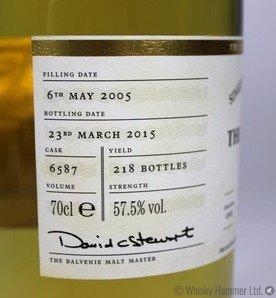 FILLING DATE
6TH MAY 2005
BOTTLING DATE
23RD MARCH 2015
CASK YIELD
6587 218 BOTTLES
VOLUME STRENGTH
70cl e 57.5% vol.
David C Stewart
THE BALVENIE MALT MASTER
THE
© Whisky Hammer Ltd.